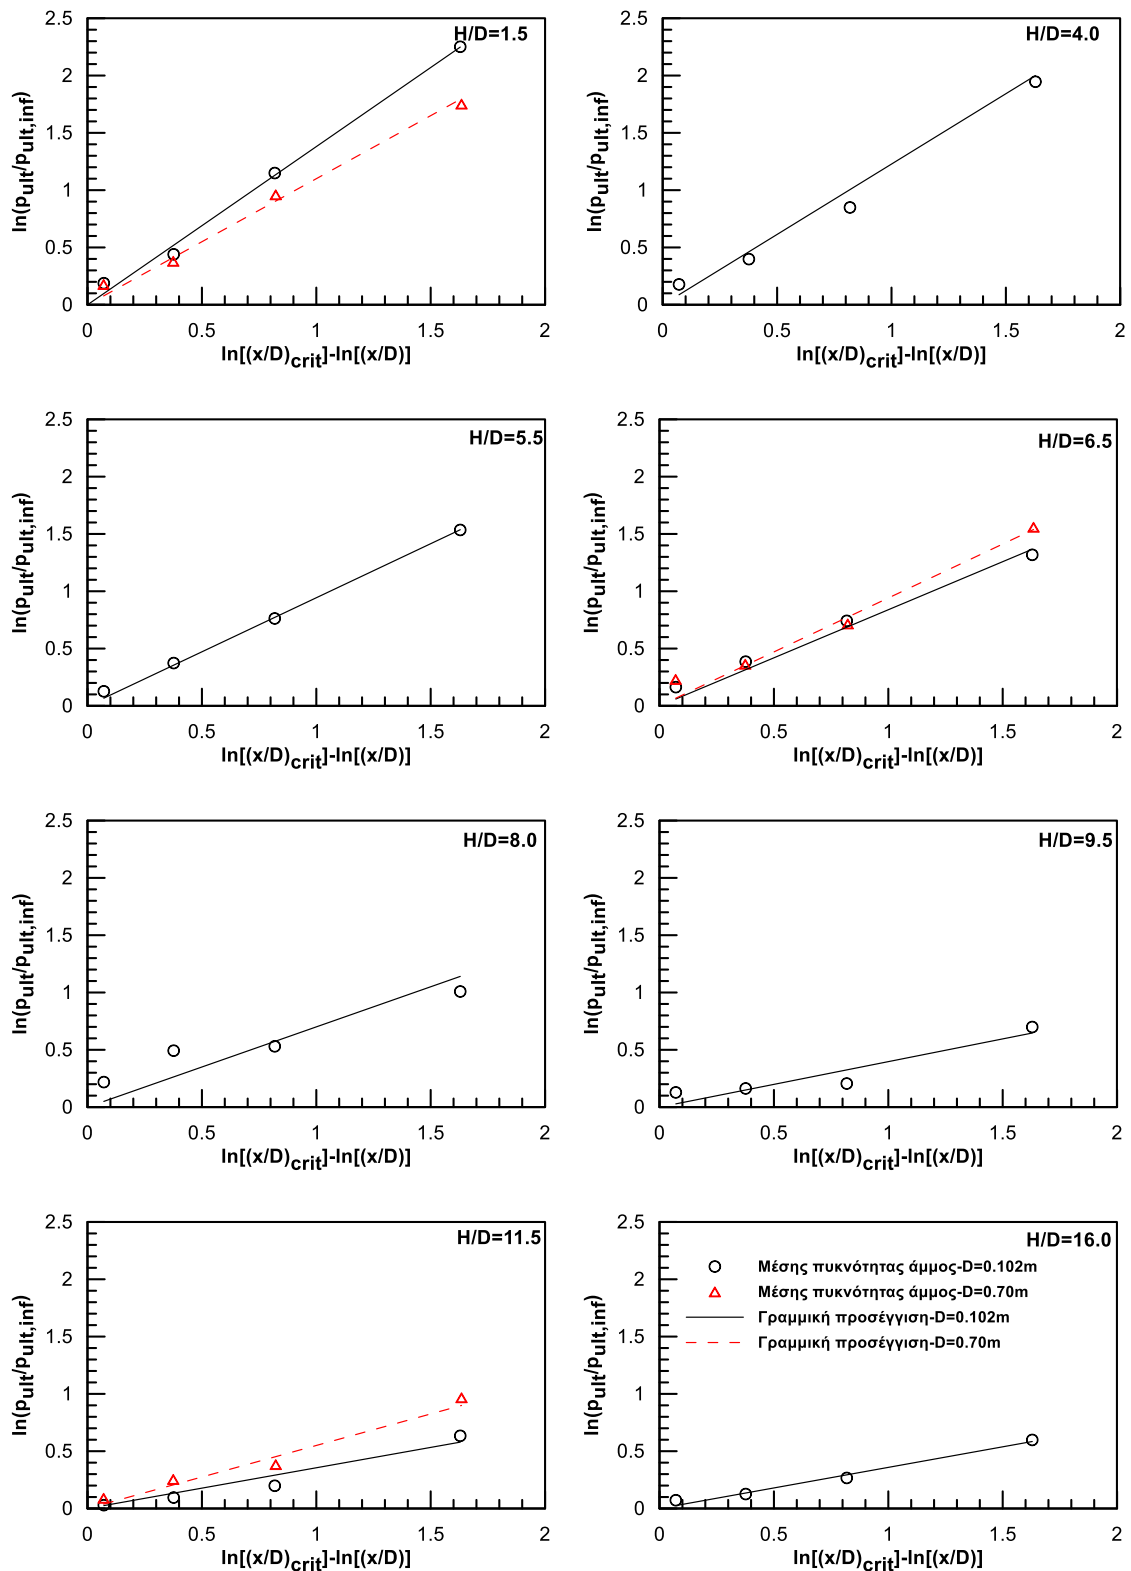 H/D=1.5
2.5
2
1.5
1
0.5
0
ln(pult/pult,inf)
0 0.5 1 1.5 2
ln[(x/D)crit]-ln[(x/D)]
H/D=4.0
2.5
2
1.5
1
0.5
0
ln(pult/pult,inf)
0 0.5 1 1.5 2
ln[(x/D)crit]-ln[(x/D)]
H/D=5.5
2.5
2
1.5
1
0.5
0
ln(pult/pult,inf)
0 0.5 1 1.5 2
ln[(x/D)crit]-ln[(x/D)]
H/D=6.5
2.5
2
1.5
1
0.5
0
ln(pult/pult,inf)
0 0.5 1 1.5 2
ln[(x/D)crit]-ln[(x/D)]
H/D=8.0
2.5
2
1.5
1
0.5
0
ln(pult/pult,inf)
0 0.5 1 1.5 2
ln[(x/D)crit]-ln[(x/D)]
H/D=9.5
2.5
2
1.5
1
0.5
0
ln(pult/pult,inf)
0 0.5 1 1.5 2
ln[(x/D)crit]-ln[(x/D)]
H/D=11.5
2.5
2
1.5
1
0.5
0
ln(pult/pult,inf)
0 0.5 1 1.5 2
ln[(x/D)crit]-ln[(x/D)]
H/D=16.0
Μέσης πυκνότητας άμμος-D=0.102m
Μέσης πυκνότητας άμμος-D=0.70m
Γραμμική προσέγγιση-D=0.102m
Γραμμική προσέγγιση-D=0.70m
2.5
2
1.5
1
0.5
0
ln(pult/pult,inf)
0 0.5 1 1.5 2
ln[(x/D)crit]-ln[(x/D)]